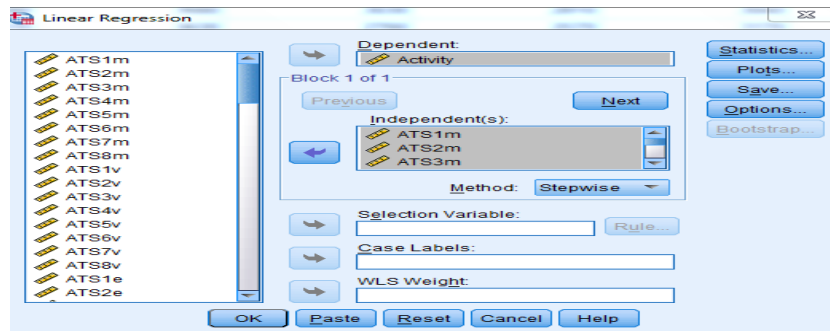 Linear Regression
ATS1m
ATS2m
ATS3m
ATS4m
ATS5m
ATS6m
ATS7m
ATS8m
ATS1v
ATS2v
ATS3v
ATS4v
ATS5v
ATS6v
ATS7v
ATS8v
ATS1e
ATS2e
Dependent:
Activity
Block 1 of 1
Previous
Next
Independent(s):
ATS1m
ATS2m
ATS3m
Method: Stepwise
Selection Variable:
Rule...
Case Labels:
WLS Weight:
Statistics...
Plots...
Save...
Options...
Bootstrap...
OK Paste Reset Cancel Help